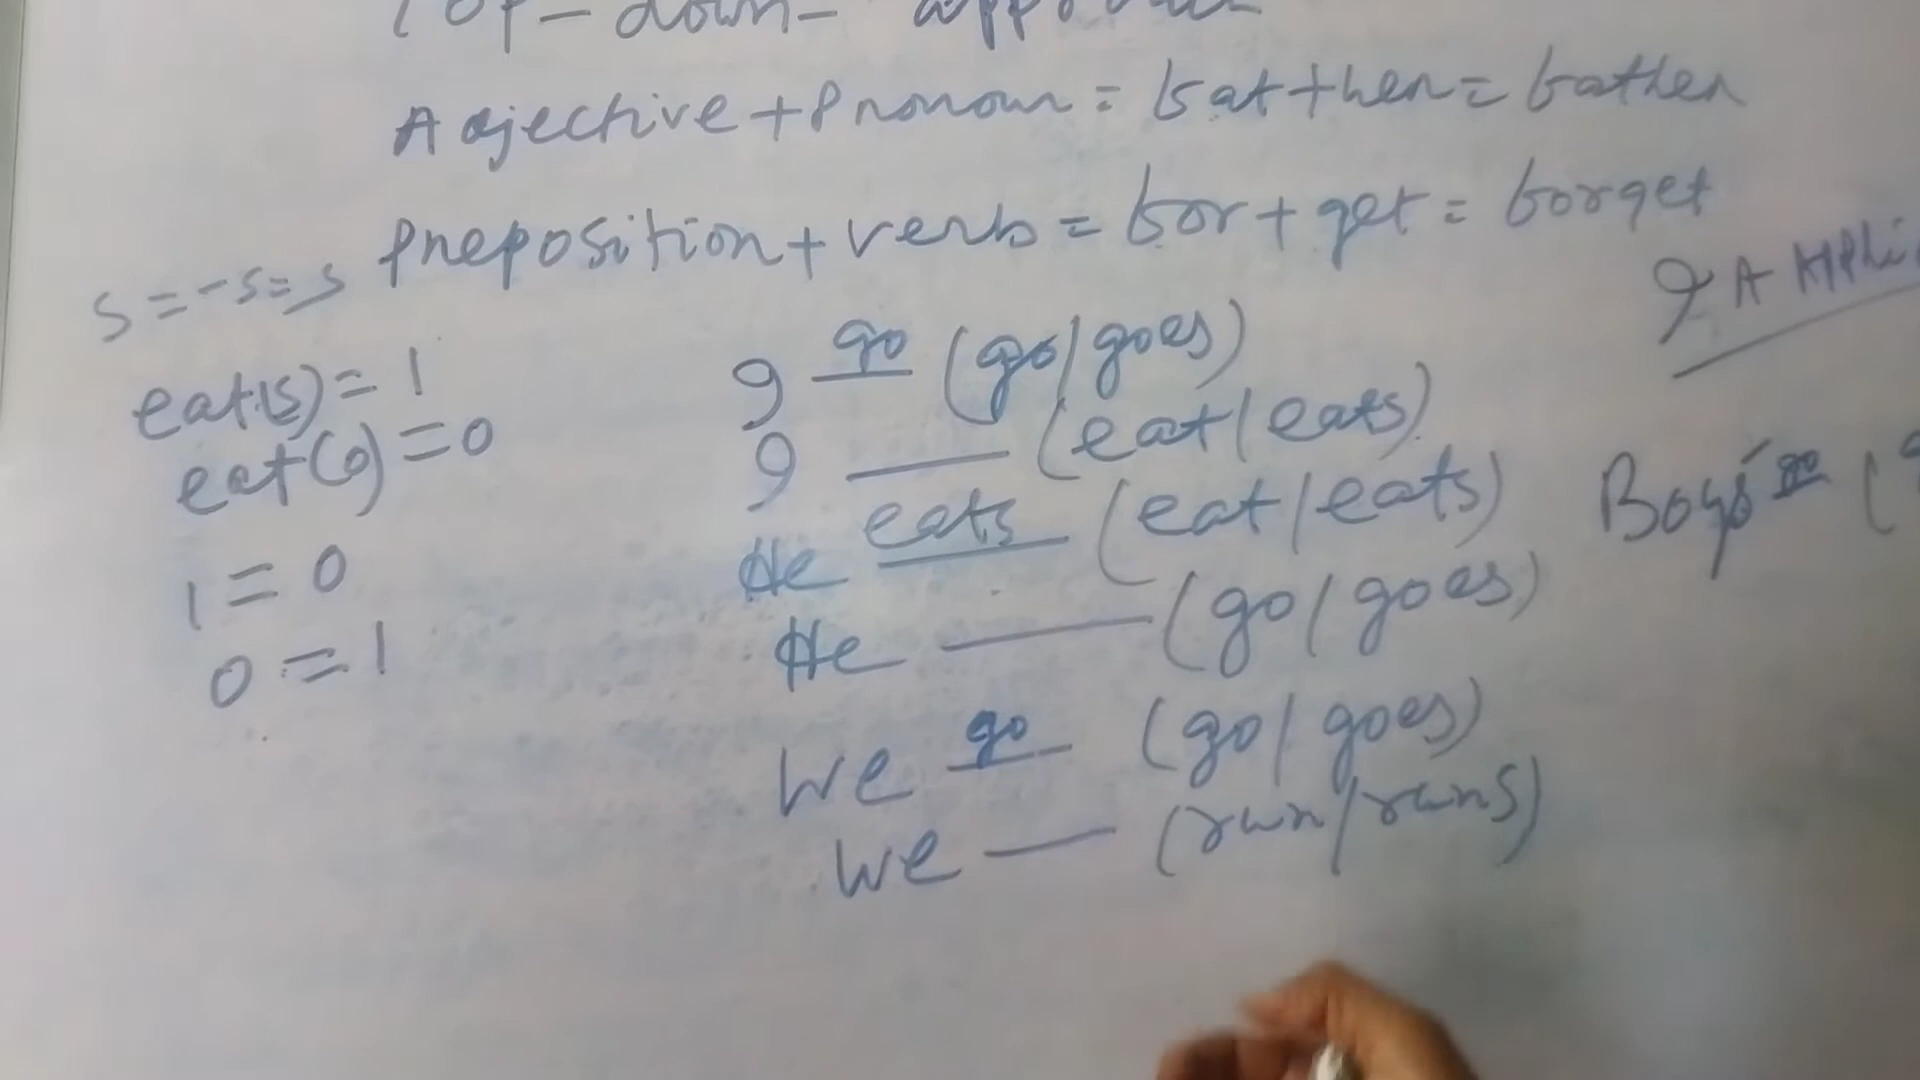 Top-down-
Adjective + Pronoun = fat + her = father
Preposition + verb = for + get = forget
s = -s = s
eat(s) = 1
eat(0) = 0
1 = 0
0 = 1
I go (go/goes)
I ___ (eat/eats)
He eats (eat/eats)
He ___ (go/goes)
We go (go/goes)
We ___ (run/runs)
Boys go (